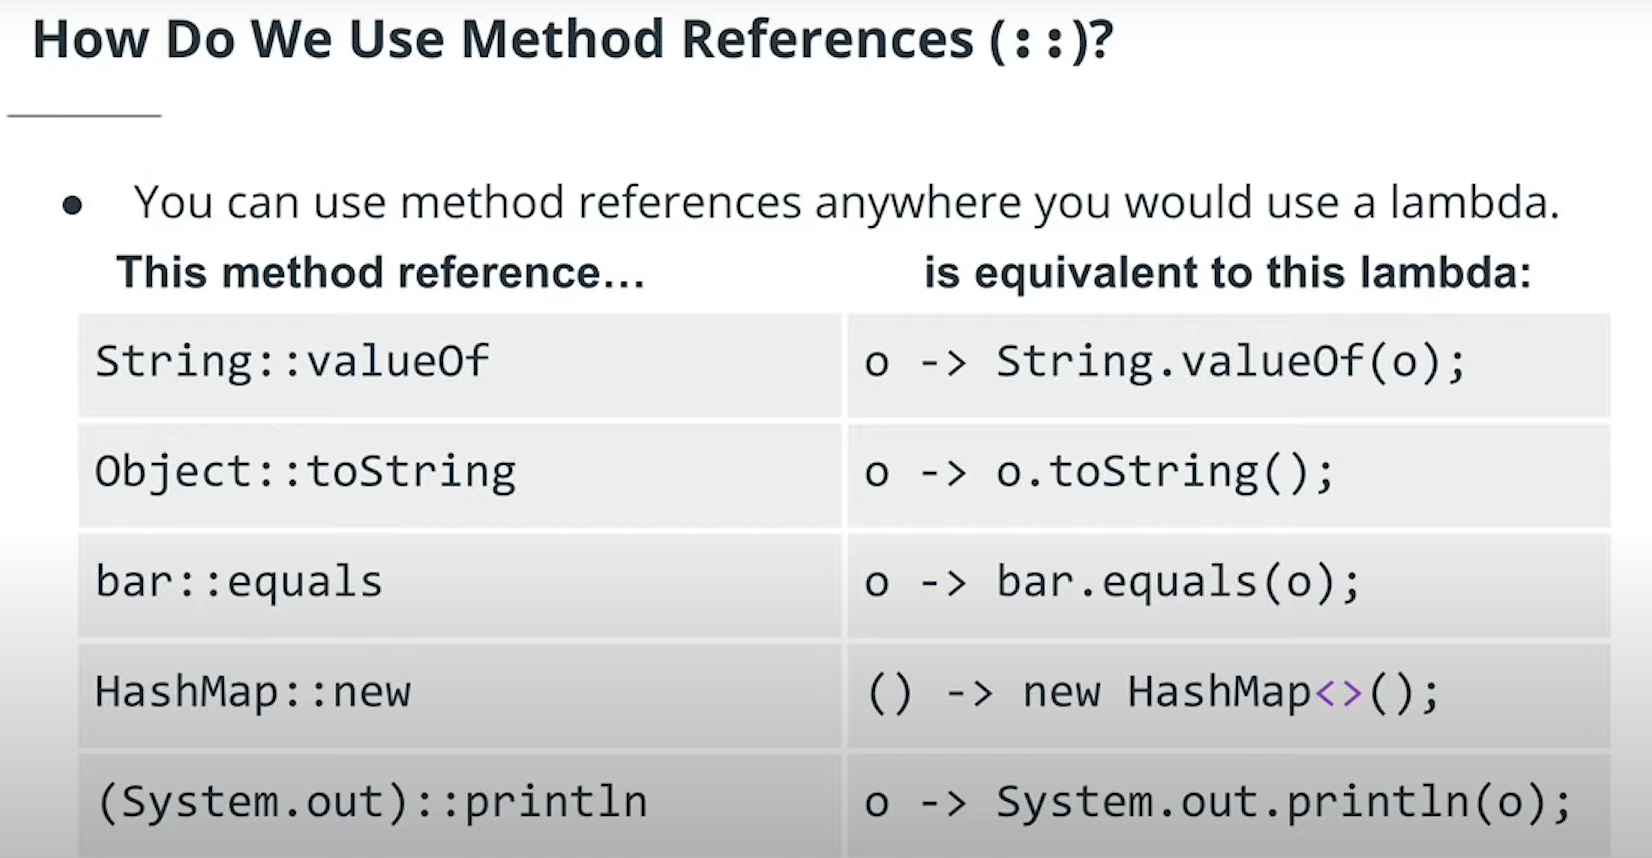 How Do We Use Method References (::)?
● You can use method references anywhere you would use a lambda.
This method reference... is equivalent to this lambda:
String::valueOf o -> String.valueOf(o);
Object::toString o -> o.toString();
bar::equals o -> bar.equals(o);
HashMap::new () -> new HashMap<>();
(System.out)::println o -> System.out.println(o);